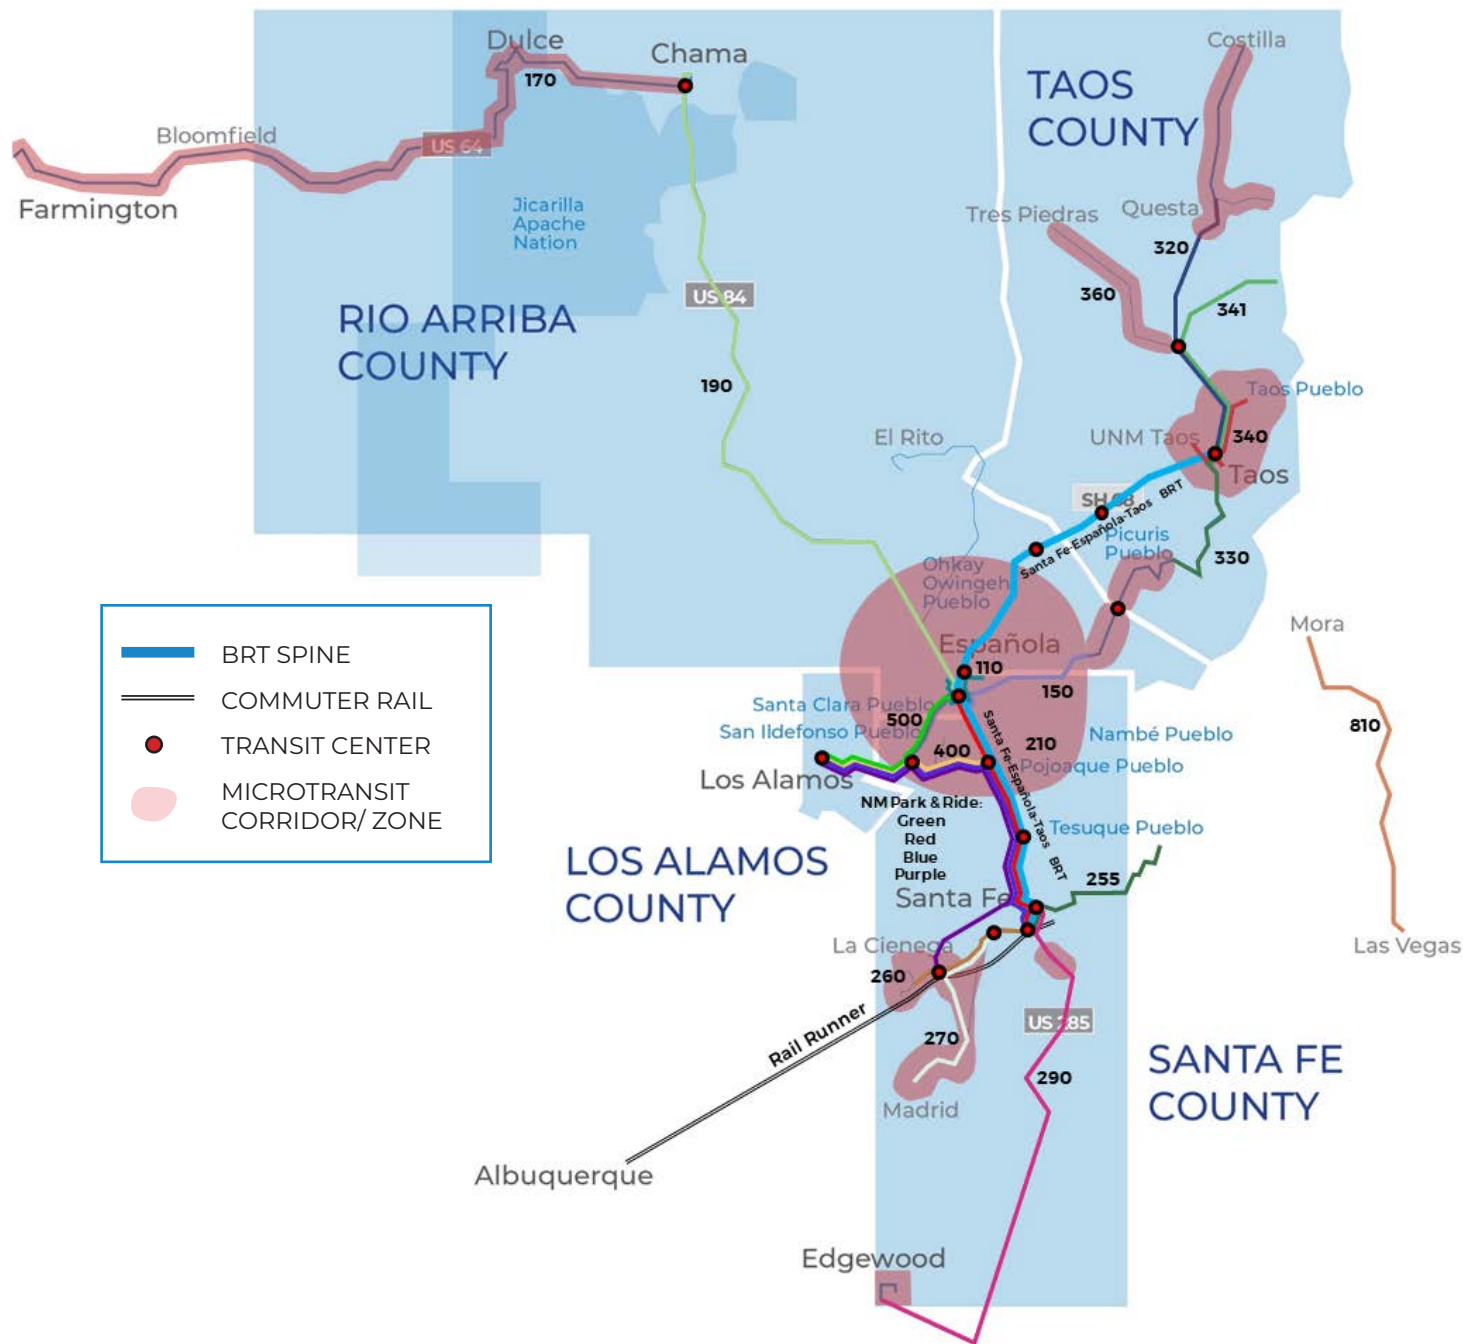 Dulce
Chama
170
Costilla
TAOS
COUNTY
Bloomfield
US 64
Farmington
Jicarilla
Apache
Nation
Tres Piedras
Questa
320
360
341
US 84
RIO ARRIBA
COUNTY
190
Taos Pueblo
El Rito
UNM Taos
340
Taos
SH 68
Santa Fe-Española-Taos BRT
Picuris
Pueblo
330
Ohkay
Owingeh
Pueblo
Española
110
150
Mora
810
Las Vegas
BRT SPINE
COMMUTER RAIL
TRANSIT CENTER
MICROTRANSIT
CORRIDOR/ ZONE
Santa Clara Pueblo
500
San Ildefonso Pueblo
400
210
Nambé Pueblo
Pojoaque Pueblo
Los Alamos
Santa Fe-Española-Taos BRT
NM Park & Ride:
Green
Red
Blue
Purple
Tesuque Pueblo
LOS ALAMOS
COUNTY
255
Santa Fe
La Cienega
260
270
US 285
Rail Runner
290
SANTA FE
COUNTY
Madrid
Albuquerque
Edgewood